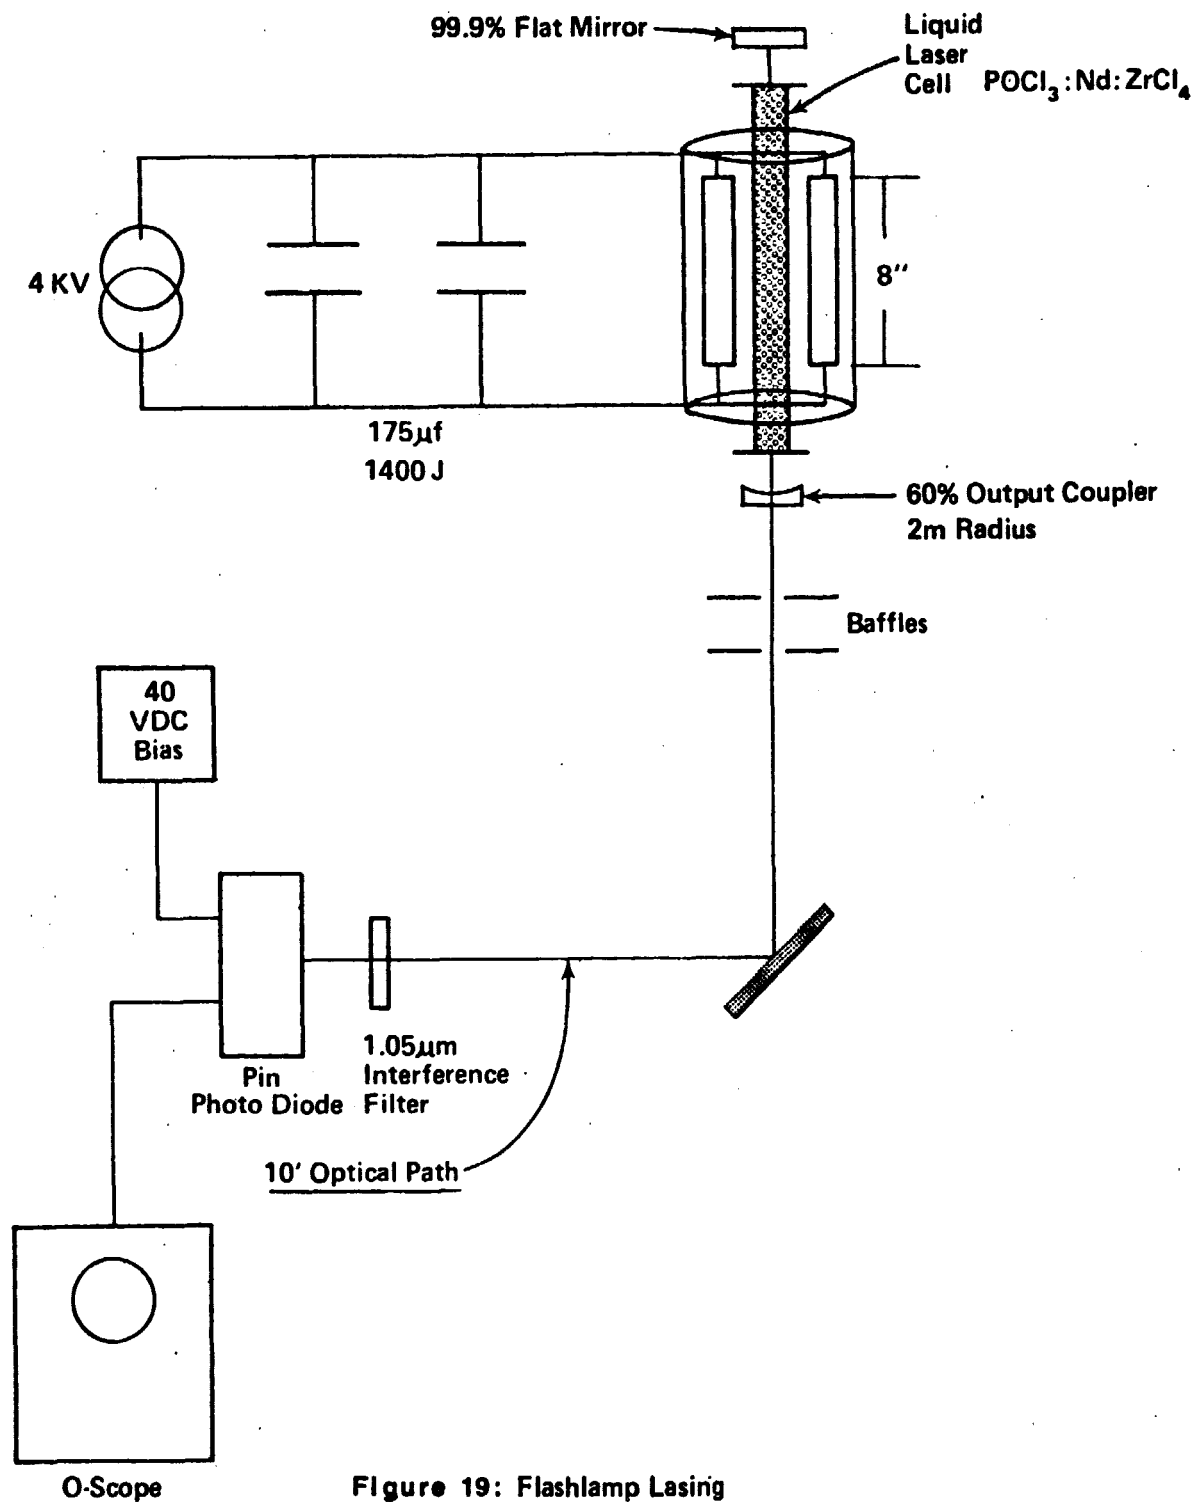 99.9% Flat Mirror
Liquid
Laser
Cell POCl₃:Nd:ZrCl₄
4 KV
8″
175µf
1400 J
60% Output Coupler
2m Radius
Baffles
40
VDC
Bias
1.05µm
Interference
Filter
Pin
Photo Diode
10′ Optical Path
O-Scope
Figure 19: Flashlamp Lasing